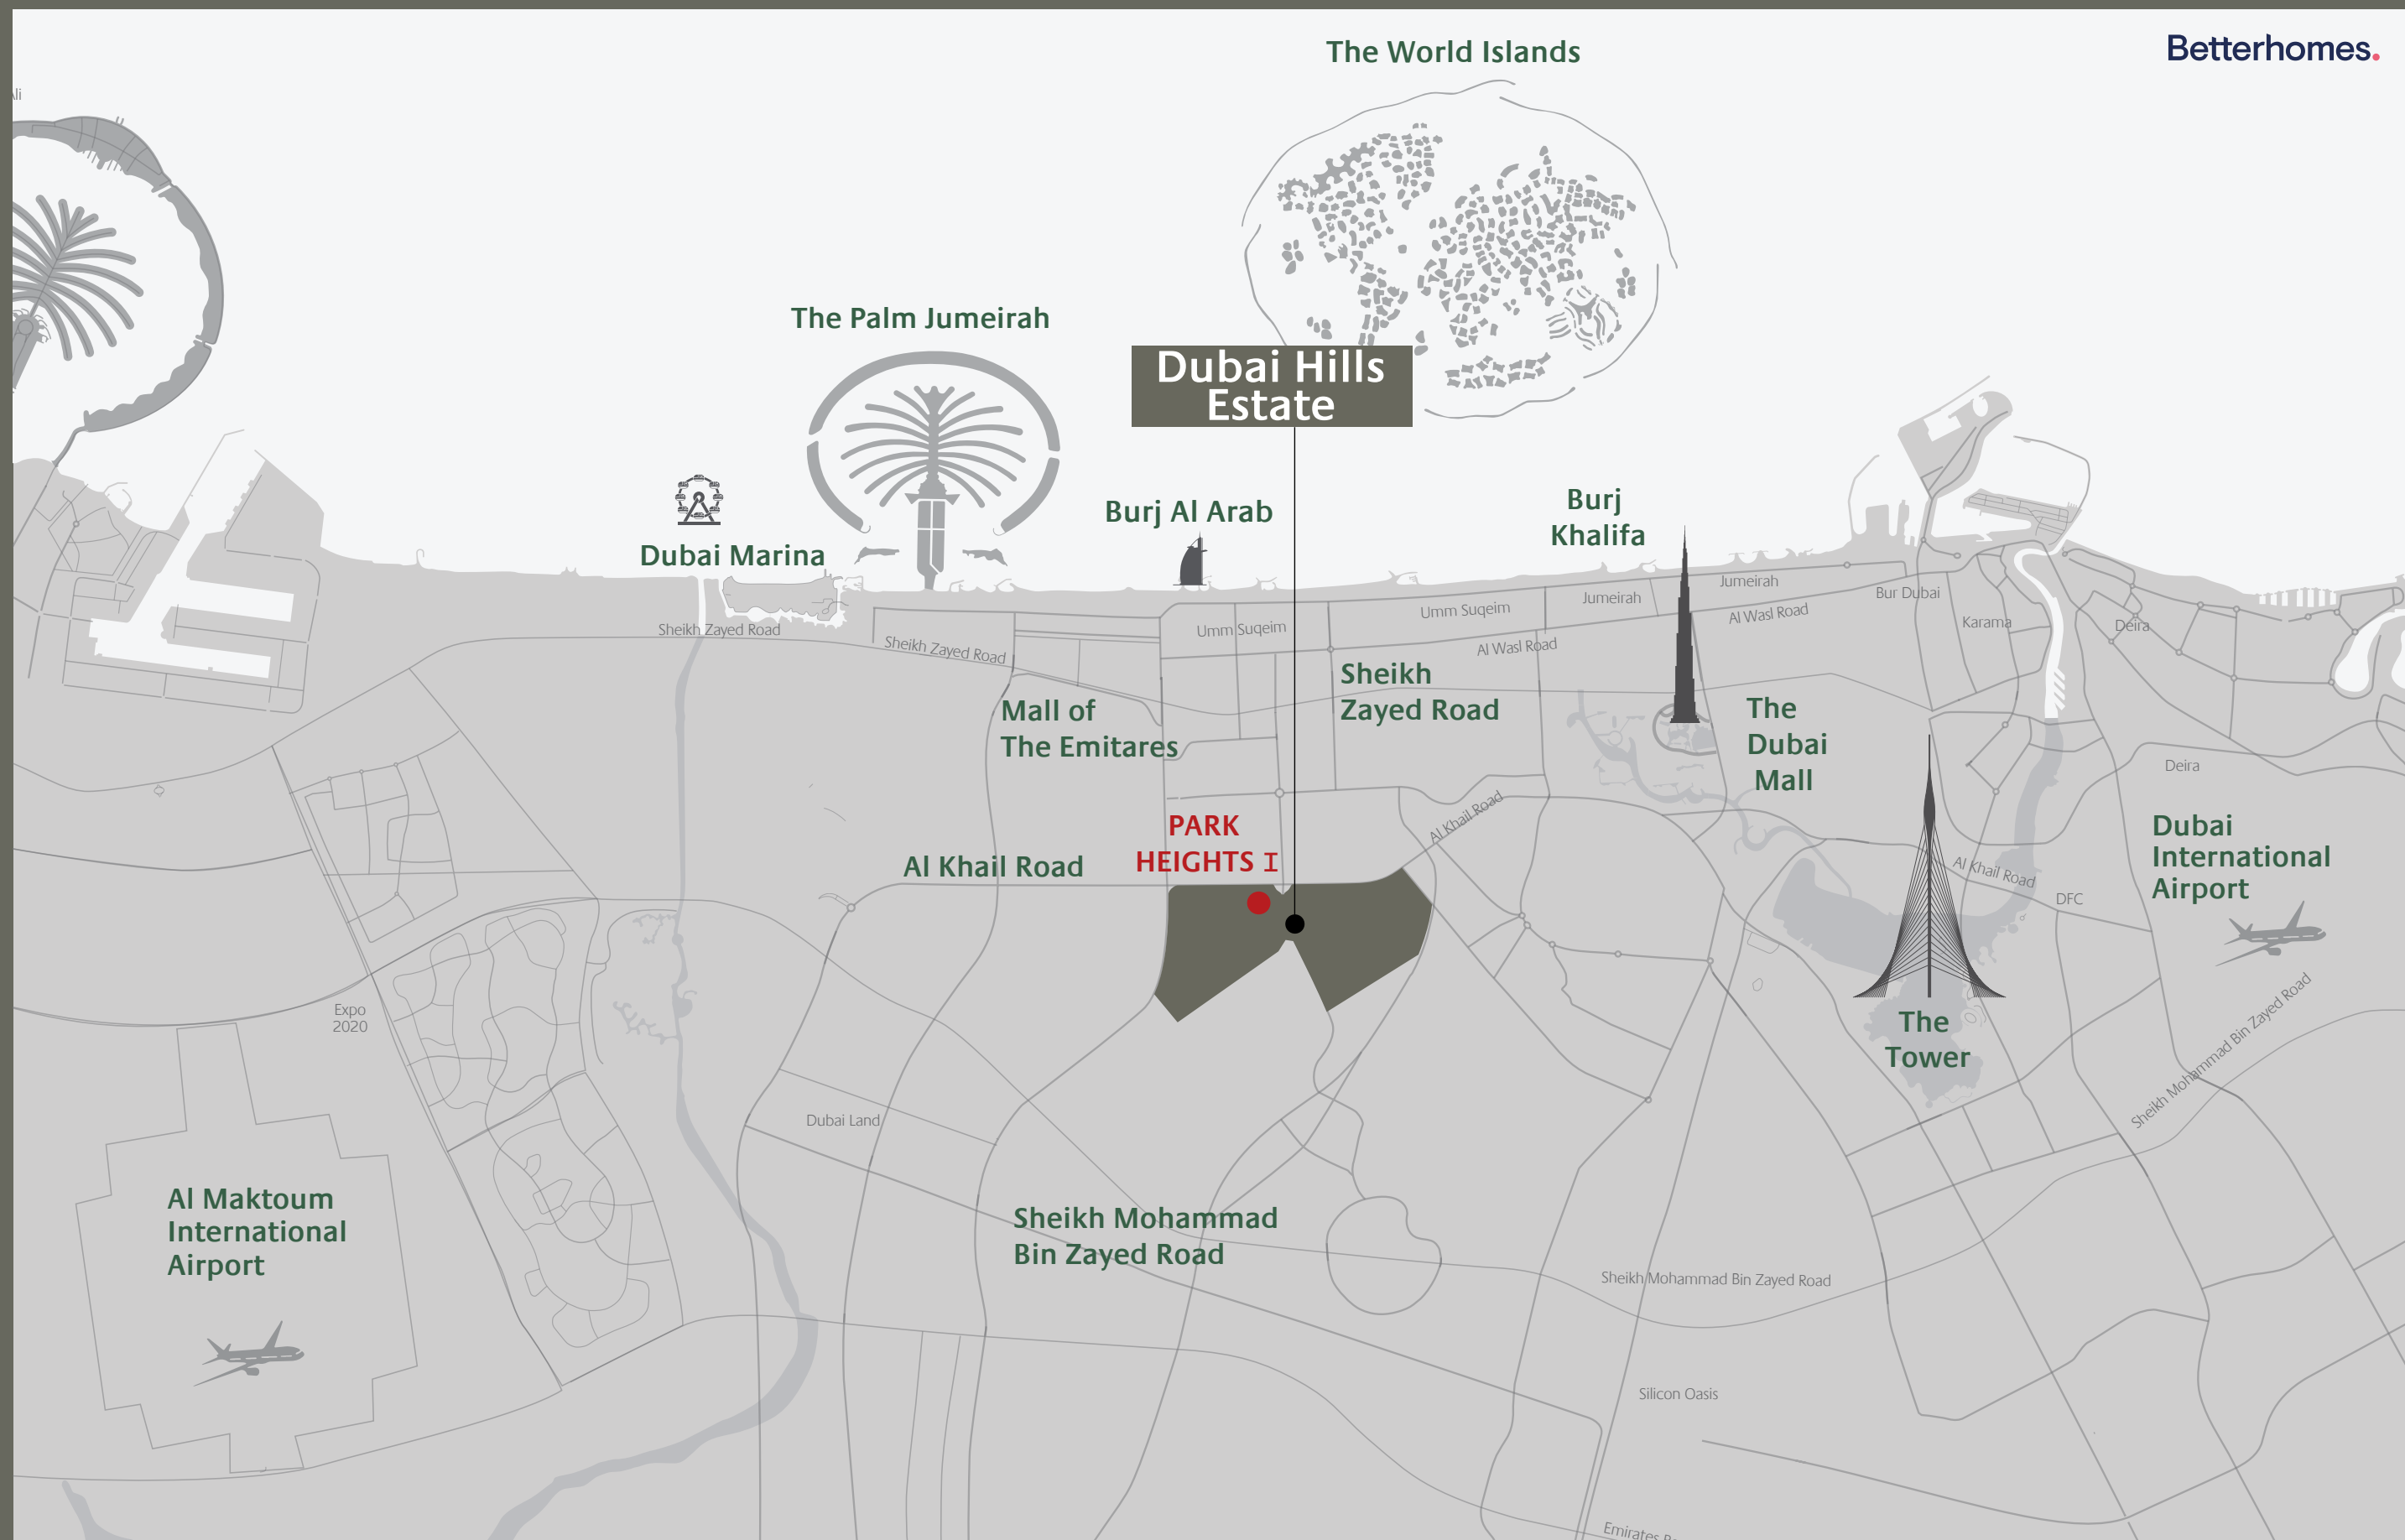 The World Islands
Betterhomes.
The Palm Jumeirah
Dubai Hills
Estate
Burj Al Arab
Burj
Khalifa
Dubai Marina
Jumeirah
Jumeirah
Umm Suqeim
Umm Suqeim
Al Wasl Road
Al Wasl Road
Bur Dubai
Karama
Deira
Sheikh Zayed Road
Sheikh Zayed Road
Sheikh
Zayed Road
Mall of
The Emitares
The
Dubai
Mall
Deira
PARK
HEIGHTS I
Al Khail Road
Al Khail Road
Al Khail Road
DFC
Dubai
International
Airport
Expo
2020
The
Tower
Sheikh Mohammad Bin Zayed Road
Dubai Land
Al Maktoum
International
Airport
Sheikh Mohammad
Bin Zayed Road
Sheikh Mohammad Bin Zayed Road
Silicon Oasis
Emirates